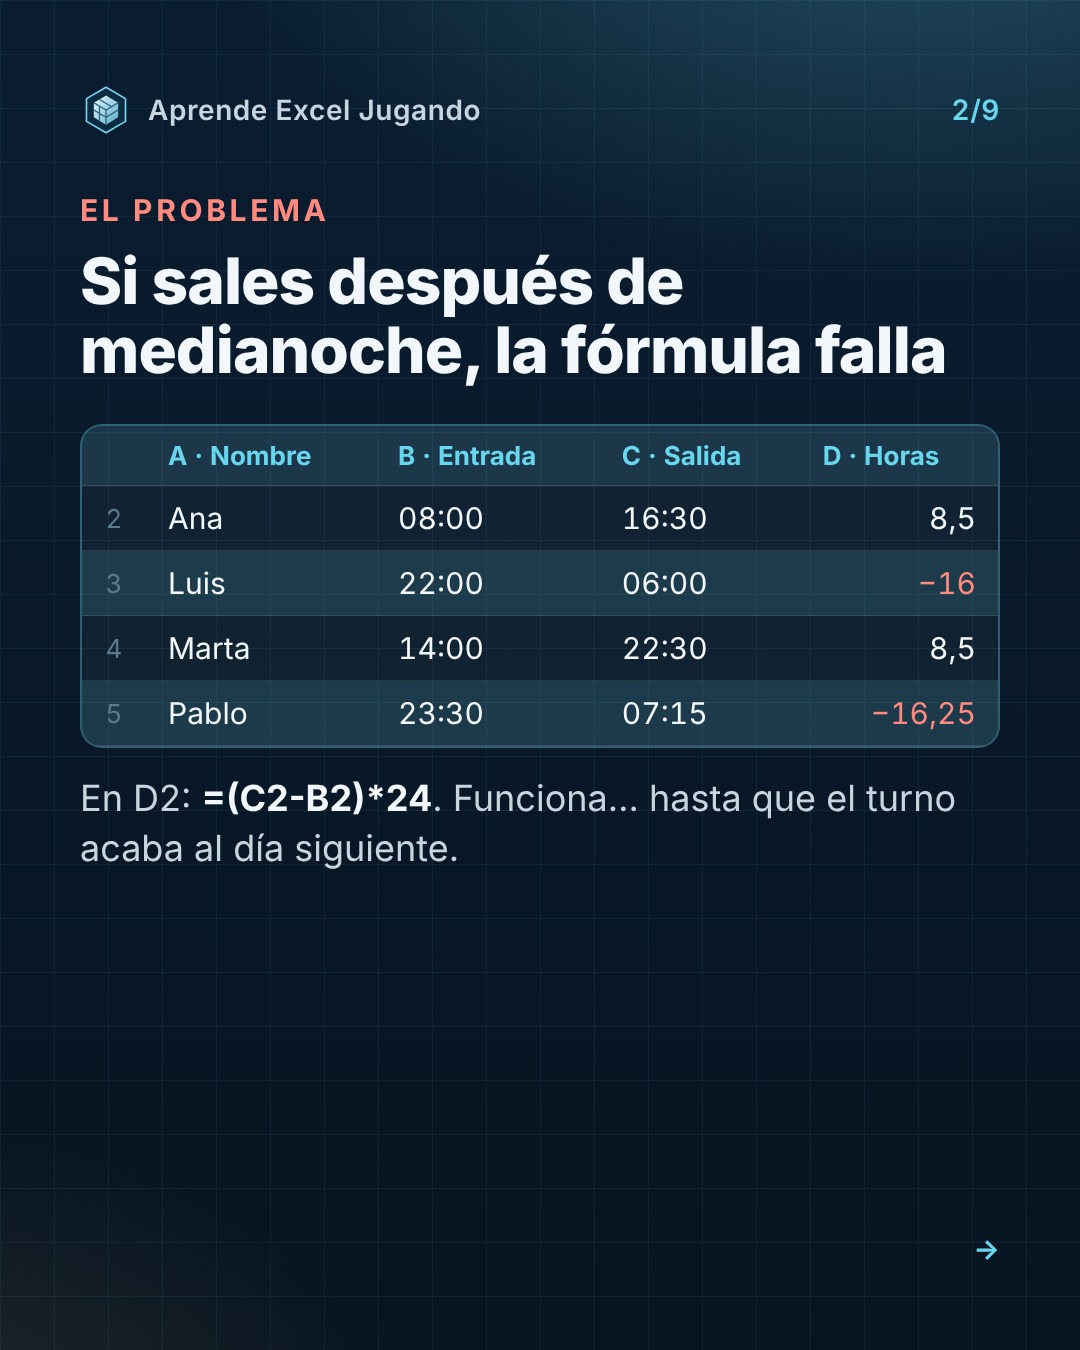 Aprende Excel Jugando
2/9
EL PROBLEMA
Si sales después de
medianoche, la fórmula falla
A · Nombre B · Entrada C · Salida D · Horas
2 Ana 08:00 16:30 8,5
3 Luis 22:00 06:00 −16
4 Marta 14:00 22:30 8,5
5 Pablo 23:30 07:15 −16,25
En D2: =(C2-B2)*24. Funciona... hasta que el turno
acaba al día siguiente.
→